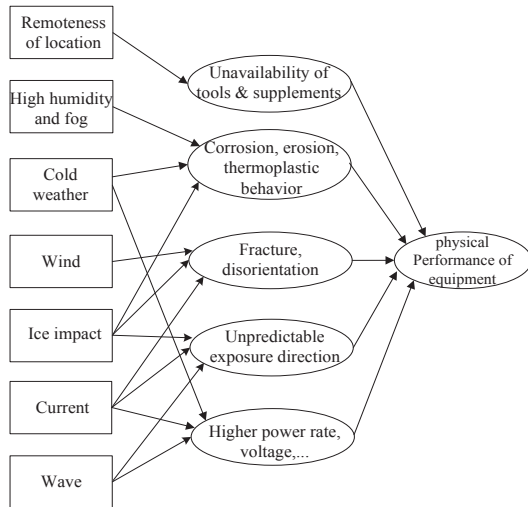 Remoteness
of location
High humidity
and fog
Cold
weather
Wind
Ice impact
Current
Wave
Unavailability of
tools & supplements
Corrosion, erosion,
thermoplastic
behavior
Fracture,
disorientation
Unpredictable
exposure direction
Higher power rate,
voltage,...
physical
Performance of
equipment